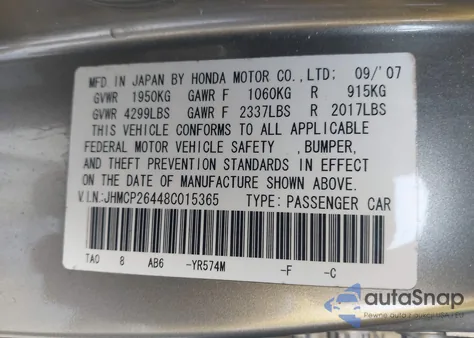 MFD IN JAPAN BY HONDA MOTOR CO.,LTD; 09/'07
GVWR 1950KG GAWR F 1060KG R 915KG
GVWR 4299LBS GAWR F 2337LBS R 2017LBS
THIS VEHICLE CONFORMS TO ALL APPLICABLE
FEDERAL MOTOR VEHICLE SAFETY , BUMPER,
AND THEFT PREVENTION STANDARDS IN EFFECT
ON THE DATE OF MANUFACTURE SHOWN ABOVE.
V.I.N.:JHMCP26448C015365 TYPE: PASSENGER CAR
TA0 8 AB6 -YR574M -F -C
autoSnap